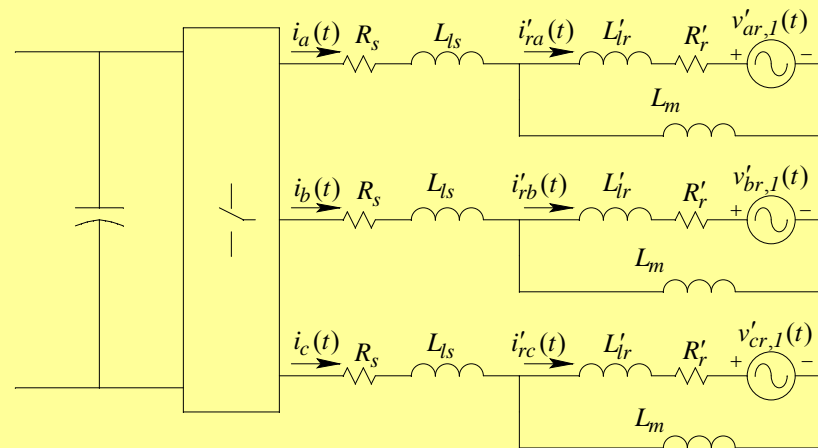 i_a(t) R_s L_ls i′_ra(t) L′_lr R′_r v′_ar,1(t)
+ −
L_m
i_b(t) R_s L_ls i′_rb(t) L′_lr R′_r v′_br,1(t)
+ −
L_m
i_c(t) R_s L_ls i′_rc(t) L′_lr R′_r v′_cr,1(t)
+ −
L_m